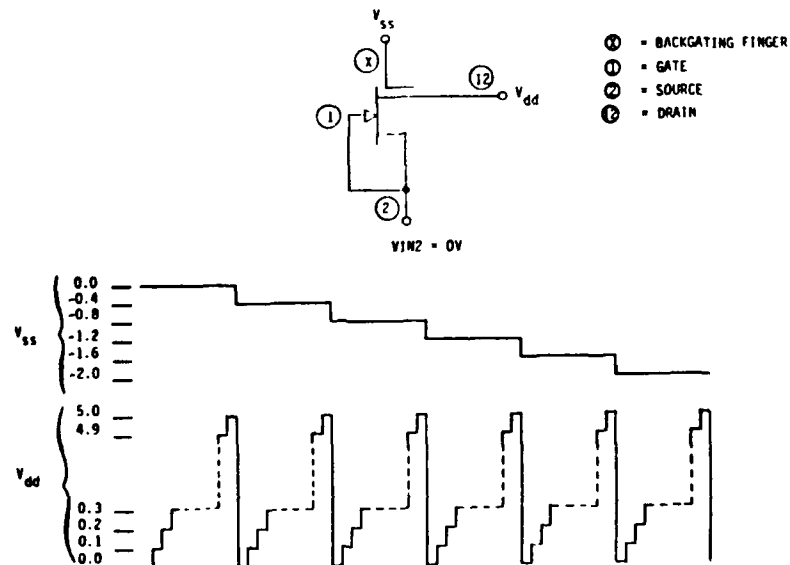 V_ss
ⓧ = BACKGATING FINGER
① = GATE
② = SOURCE
⑫ = DRAIN
ⓧ
⑫
V_dd
①
②
VIN2 = 0V
V_ss
0.0
-0.4
-0.8
-1.2
-1.6
-2.0
V_dd
5.0
4.9
0.3
0.2
0.1
0.0